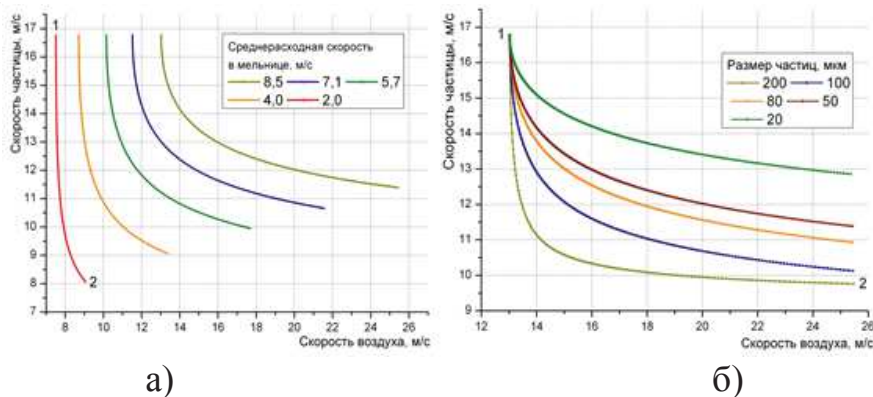 Скорость частицы, м/с
17
16
15
14
13
12
11
10
9
8
7
1
2
Среднерасходная скорость
в мельнице, м/с
8,5 7,1 5,7
4,0 2,0
8 10 12 14 16 18 20 22 24 26
Скорость воздуха, м/с
а)
Скорость частицы, м/с
17
16
15
14
13
12
11
10
9
1
2
Размер частиц, мкм
200 100
80 50
20
12 14 16 18 20 22 24 26
Скорость воздуха, м/с
б)